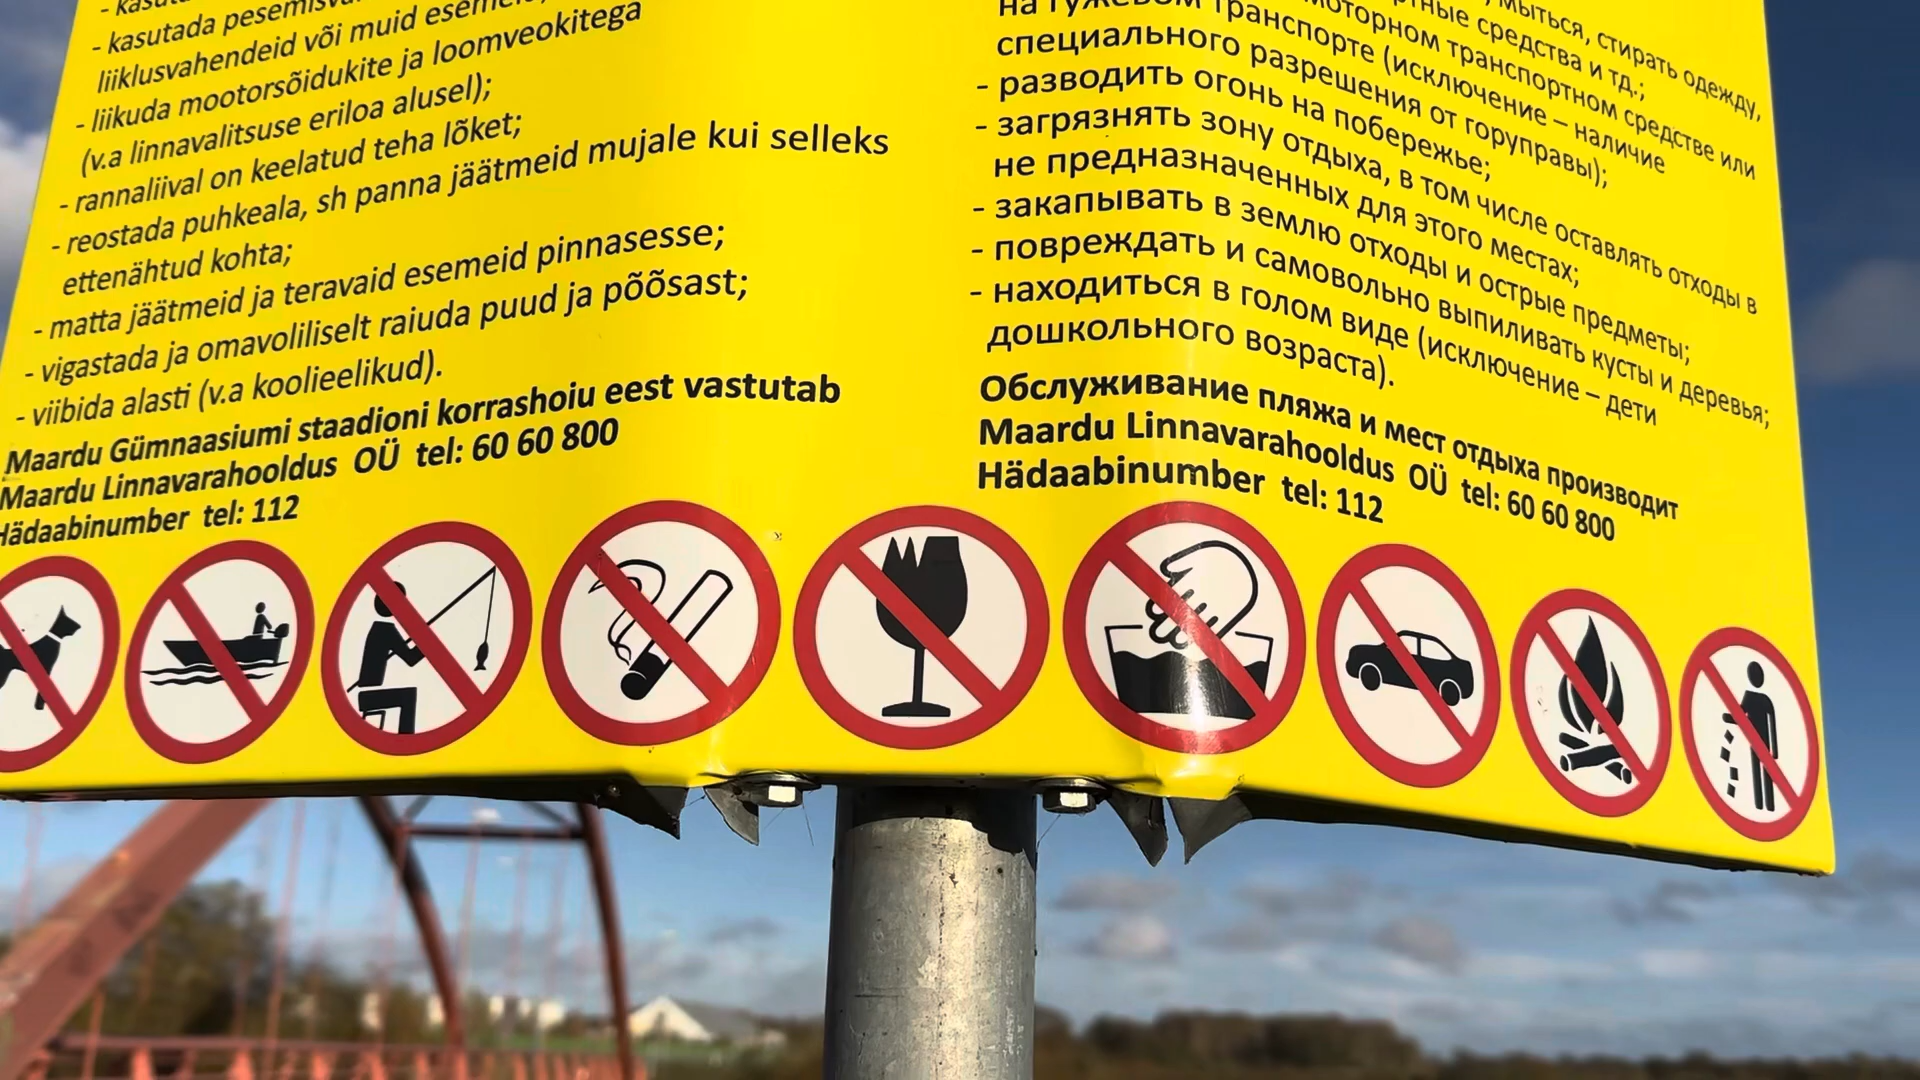 - kasutada pesemisva
liiklusvahendeid või muid esemeid,
- liikuda mootorsõidukite ja loomveokitega
(v.a linnavalitsuse eriloa alusel);
- rannaliival on keelatud teha lõket;
- reostada puhkeala, sh panna jäätmeid mujale kui selleks
ettenähtud kohta;
- matta jäätmeid ja teravaid esemeid pinnasesse;
- vigastada ja omavoliliselt raiuda puud ja põõsast;
- viibida alasti (v.a koolieelikud).
Maardu Gümnaasiumi staadioni korrashoiu eest vastutab
Maardu Linnavarahooldus OÜ tel: 60 60 800
Hädaabinumber tel: 112
мыться, стирать одежду,
ртные средства и тд.;
моторном транспортном средстве или
на гужевом транспорте (исключение – наличие
специального разрешения от горуправы);
- разводить огонь на побережье;
- загрязнять зону отдыха, в том числе оставлять отходы в
не предназначенных для этого местах;
- закапывать в землю отходы и острые предметы;
- повреждать и самовольно выпиливать кусты и деревья;
- находиться в голом виде (исключение – дети
дошкольного возраста).
Обслуживание пляжа и мест отдыха производит
Maardu Linnavarahooldus OÜ tel: 60 60 800
Hädaabinumber tel: 112